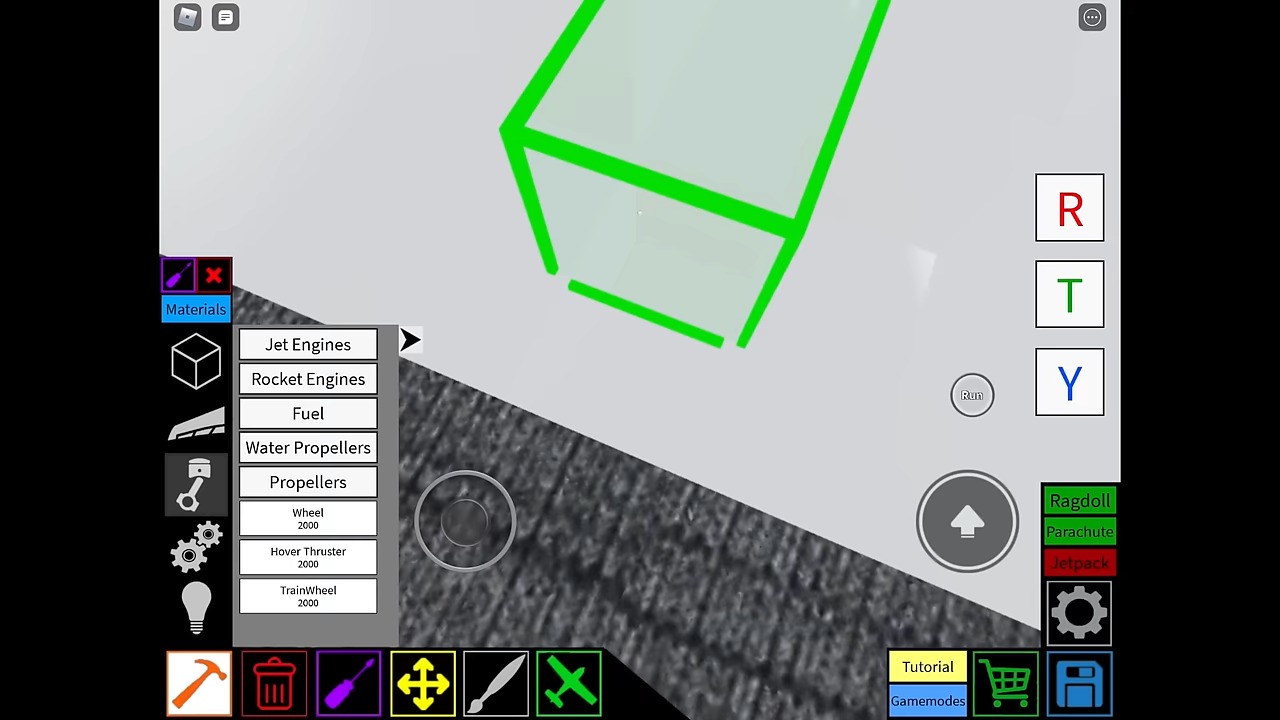 R
T
Materials
Jet Engines
Rocket Engines
Fuel
Y
Run
Water Propellers
Propellers
Wheel
2000
Hover Thruster
2000
TrainWheel
2000
Ragdoll
Parachute
Jetpack
Tutorial
Gamemodes